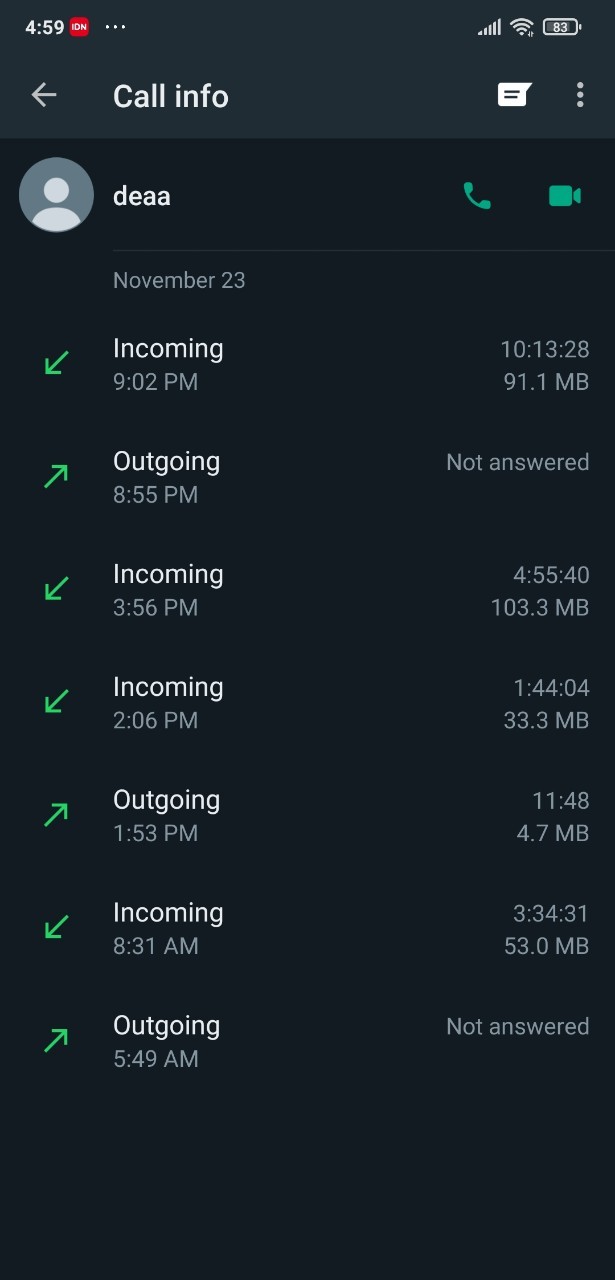 4:59 IDN ... 83
Call info
deaa
November 23
Incoming 10:13:28
9:02 PM 91.1 MB
Outgoing Not answered
8:55 PM
Incoming 4:55:40
3:56 PM 103.3 MB
Incoming 1:44:04
2:06 PM 33.3 MB
Outgoing 11:48
1:53 PM 4.7 MB
Incoming 3:34:31
8:31 AM 53.0 MB
Outgoing Not answered
5:49 AM